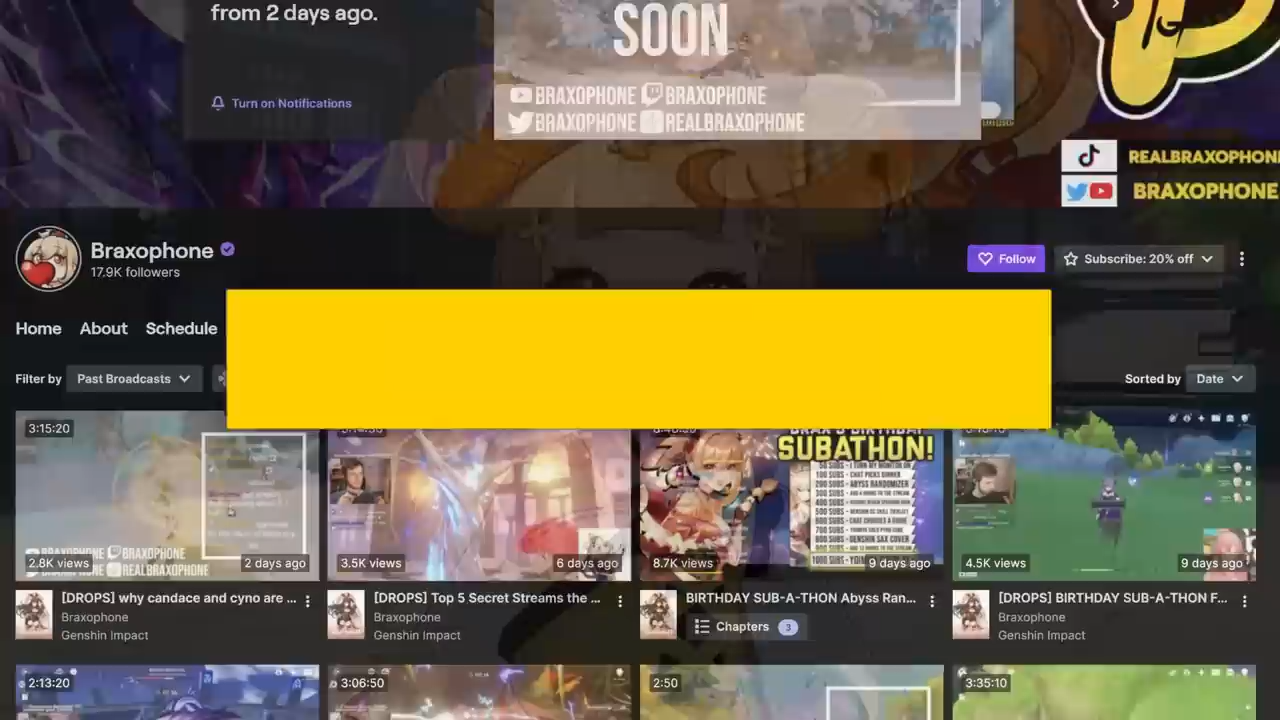 from 2 days ago.
Turn on Notifications
SOON
BRAXOPHONE BRAXOPHONE
BRAXOPHONE REALBRAXOPHONE
REALBRAXOPHONE
BRAXOPHONE
Braxophone
17.9K followers
Follow
Subscribe: 20% off
Home About Schedule
Filter by Past Broadcasts
Sorted by Date
3:15:20
BRAXOPHONE
REALBRAXOPHONE
2.8K views
2 days ago
3.5K views
6 days ago
SUBATHON!
8.7K views
9 days ago
4.5K views
9 days ago
[DROPS] why candace and cyno are ...
Braxophone
Genshin Impact
[DROPS] Top 5 Secret Streams the ...
Braxophone
Genshin Impact
BIRTHDAY SUB-A-THON Abyss Ran...
Chapters 3
[DROPS] BIRTHDAY SUB-A-THON F...
Braxophone
Genshin Impact
2:13:20
3:06:50
2:50
3:35:10